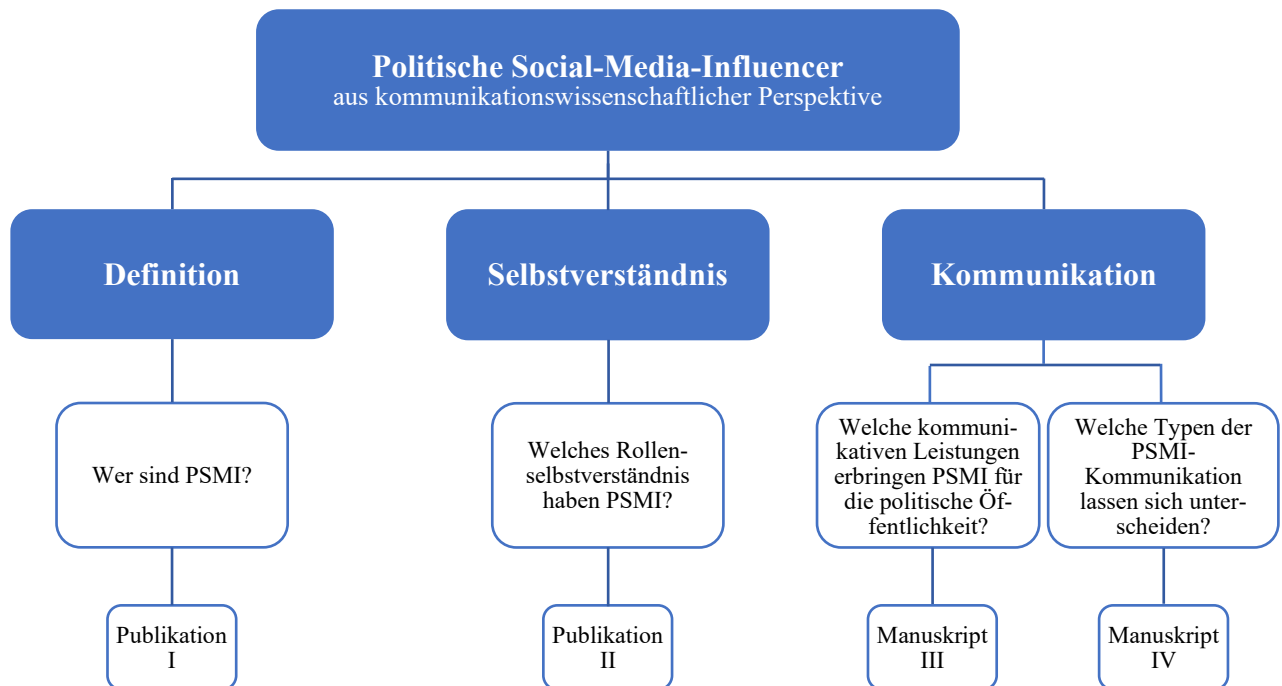 Politische Social-Media-Influencer
aus kommunikationswissenschaftlicher Perspektive
Definition
Selbstverständnis
Kommunikation
Wer sind PSMI?
Welches Rollen-
selbstverständnis
haben PSMI?
Welche kommuni-
kativen Leistungen
erbringen PSMI für
die politische Öf-
fentlichkeit?
Welche Typen der
PSMI-
Kommunikation
lassen sich unter-
scheiden?
Publikation
I
Publikation
II
Manuskript
III
Manuskript
IV